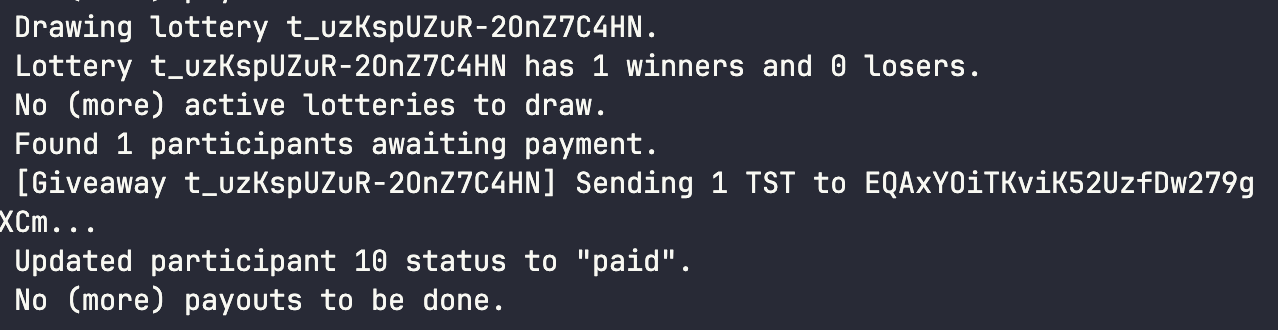 Drawing lottery t_uzKspUZuR-2OnZ7C4HN.
Lottery t_uzKspUZuR-2OnZ7C4HN has 1 winners and 0 losers.
No (more) active lotteries to draw.
Found 1 participants awaiting payment.
[Giveaway t_uzKspUZuR-2OnZ7C4HN] Sending 1 TST to EQAxYOiTKviK52UzfDw279g
XCm...
Updated participant 10 status to "paid".
No (more) payouts to be done.